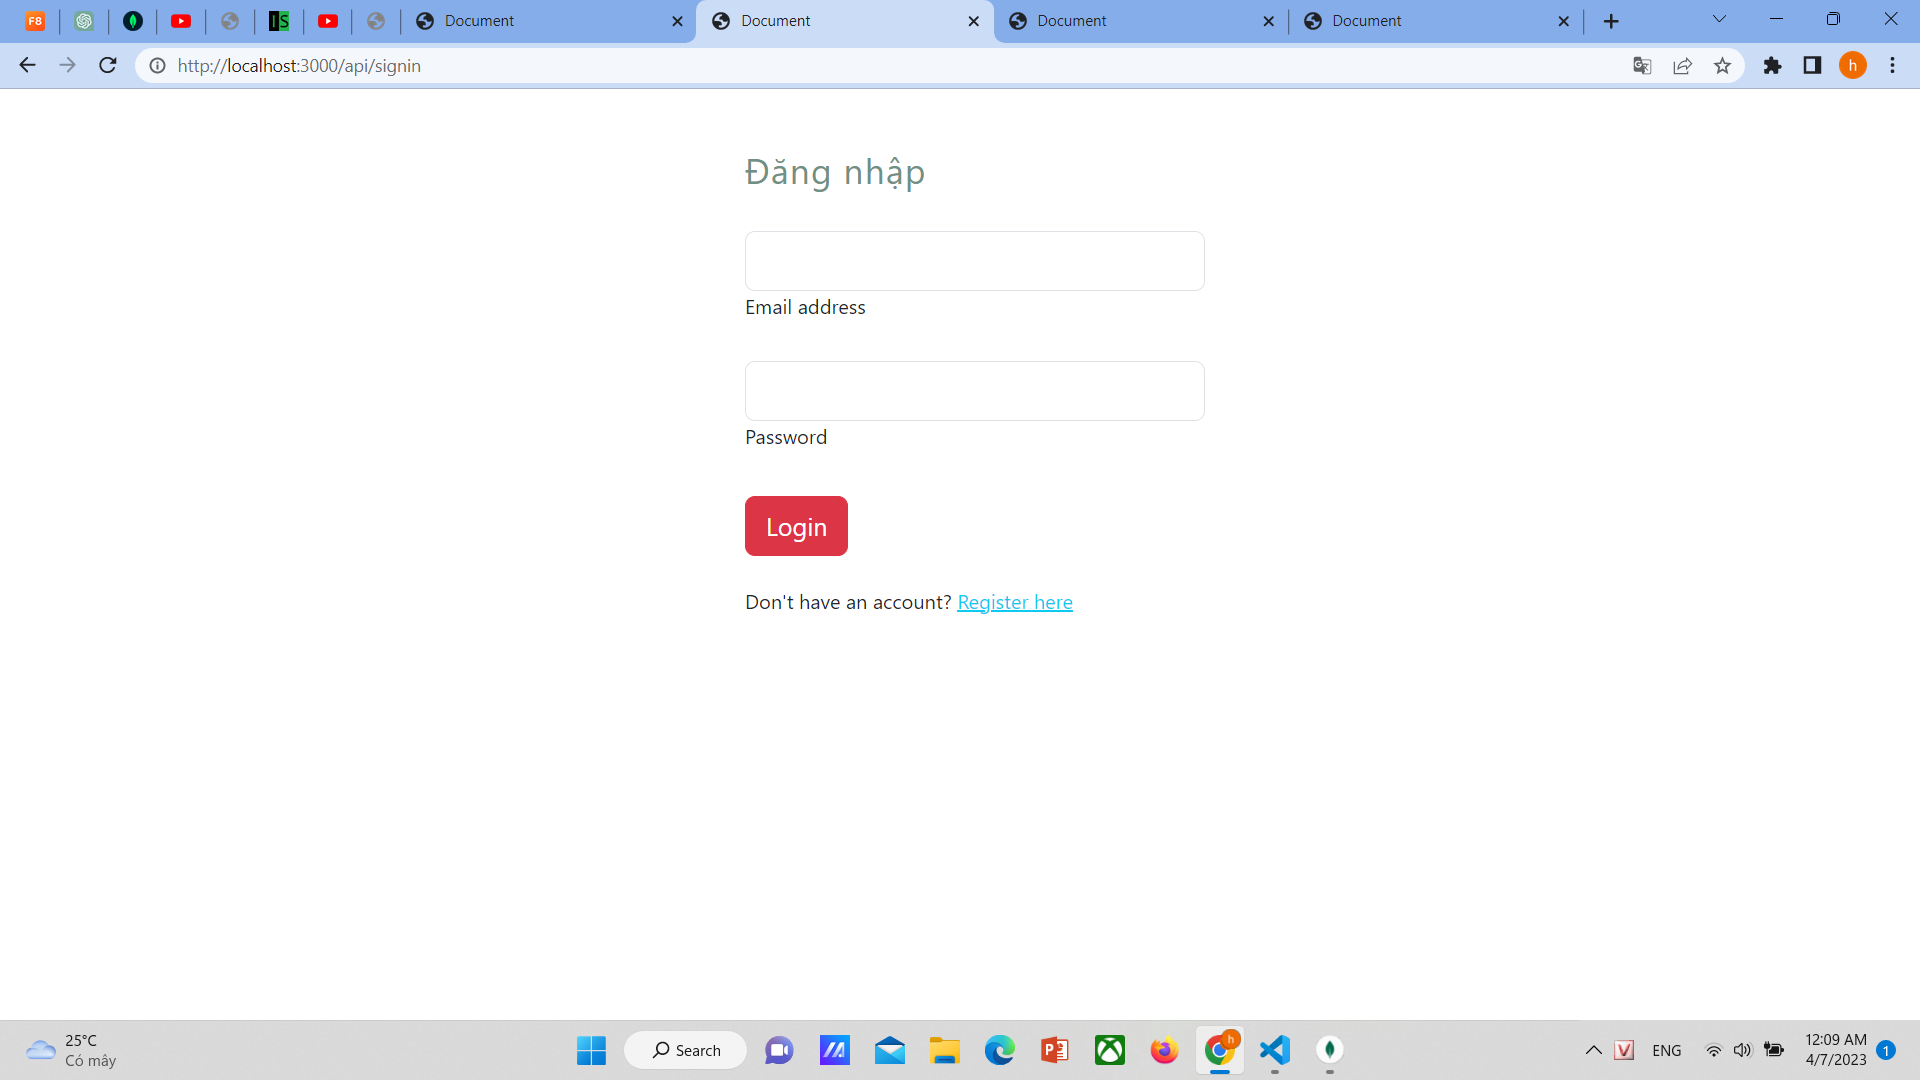 F8
IS
Document
Document
Document
Document
http://localhost:3000/api/signin
h
Đăng nhập
Email address
Password
Login
Don't have an account? Register here
25°C
Có mây
Search
h
V
ENG
12:09 AM
4/7/2023
1